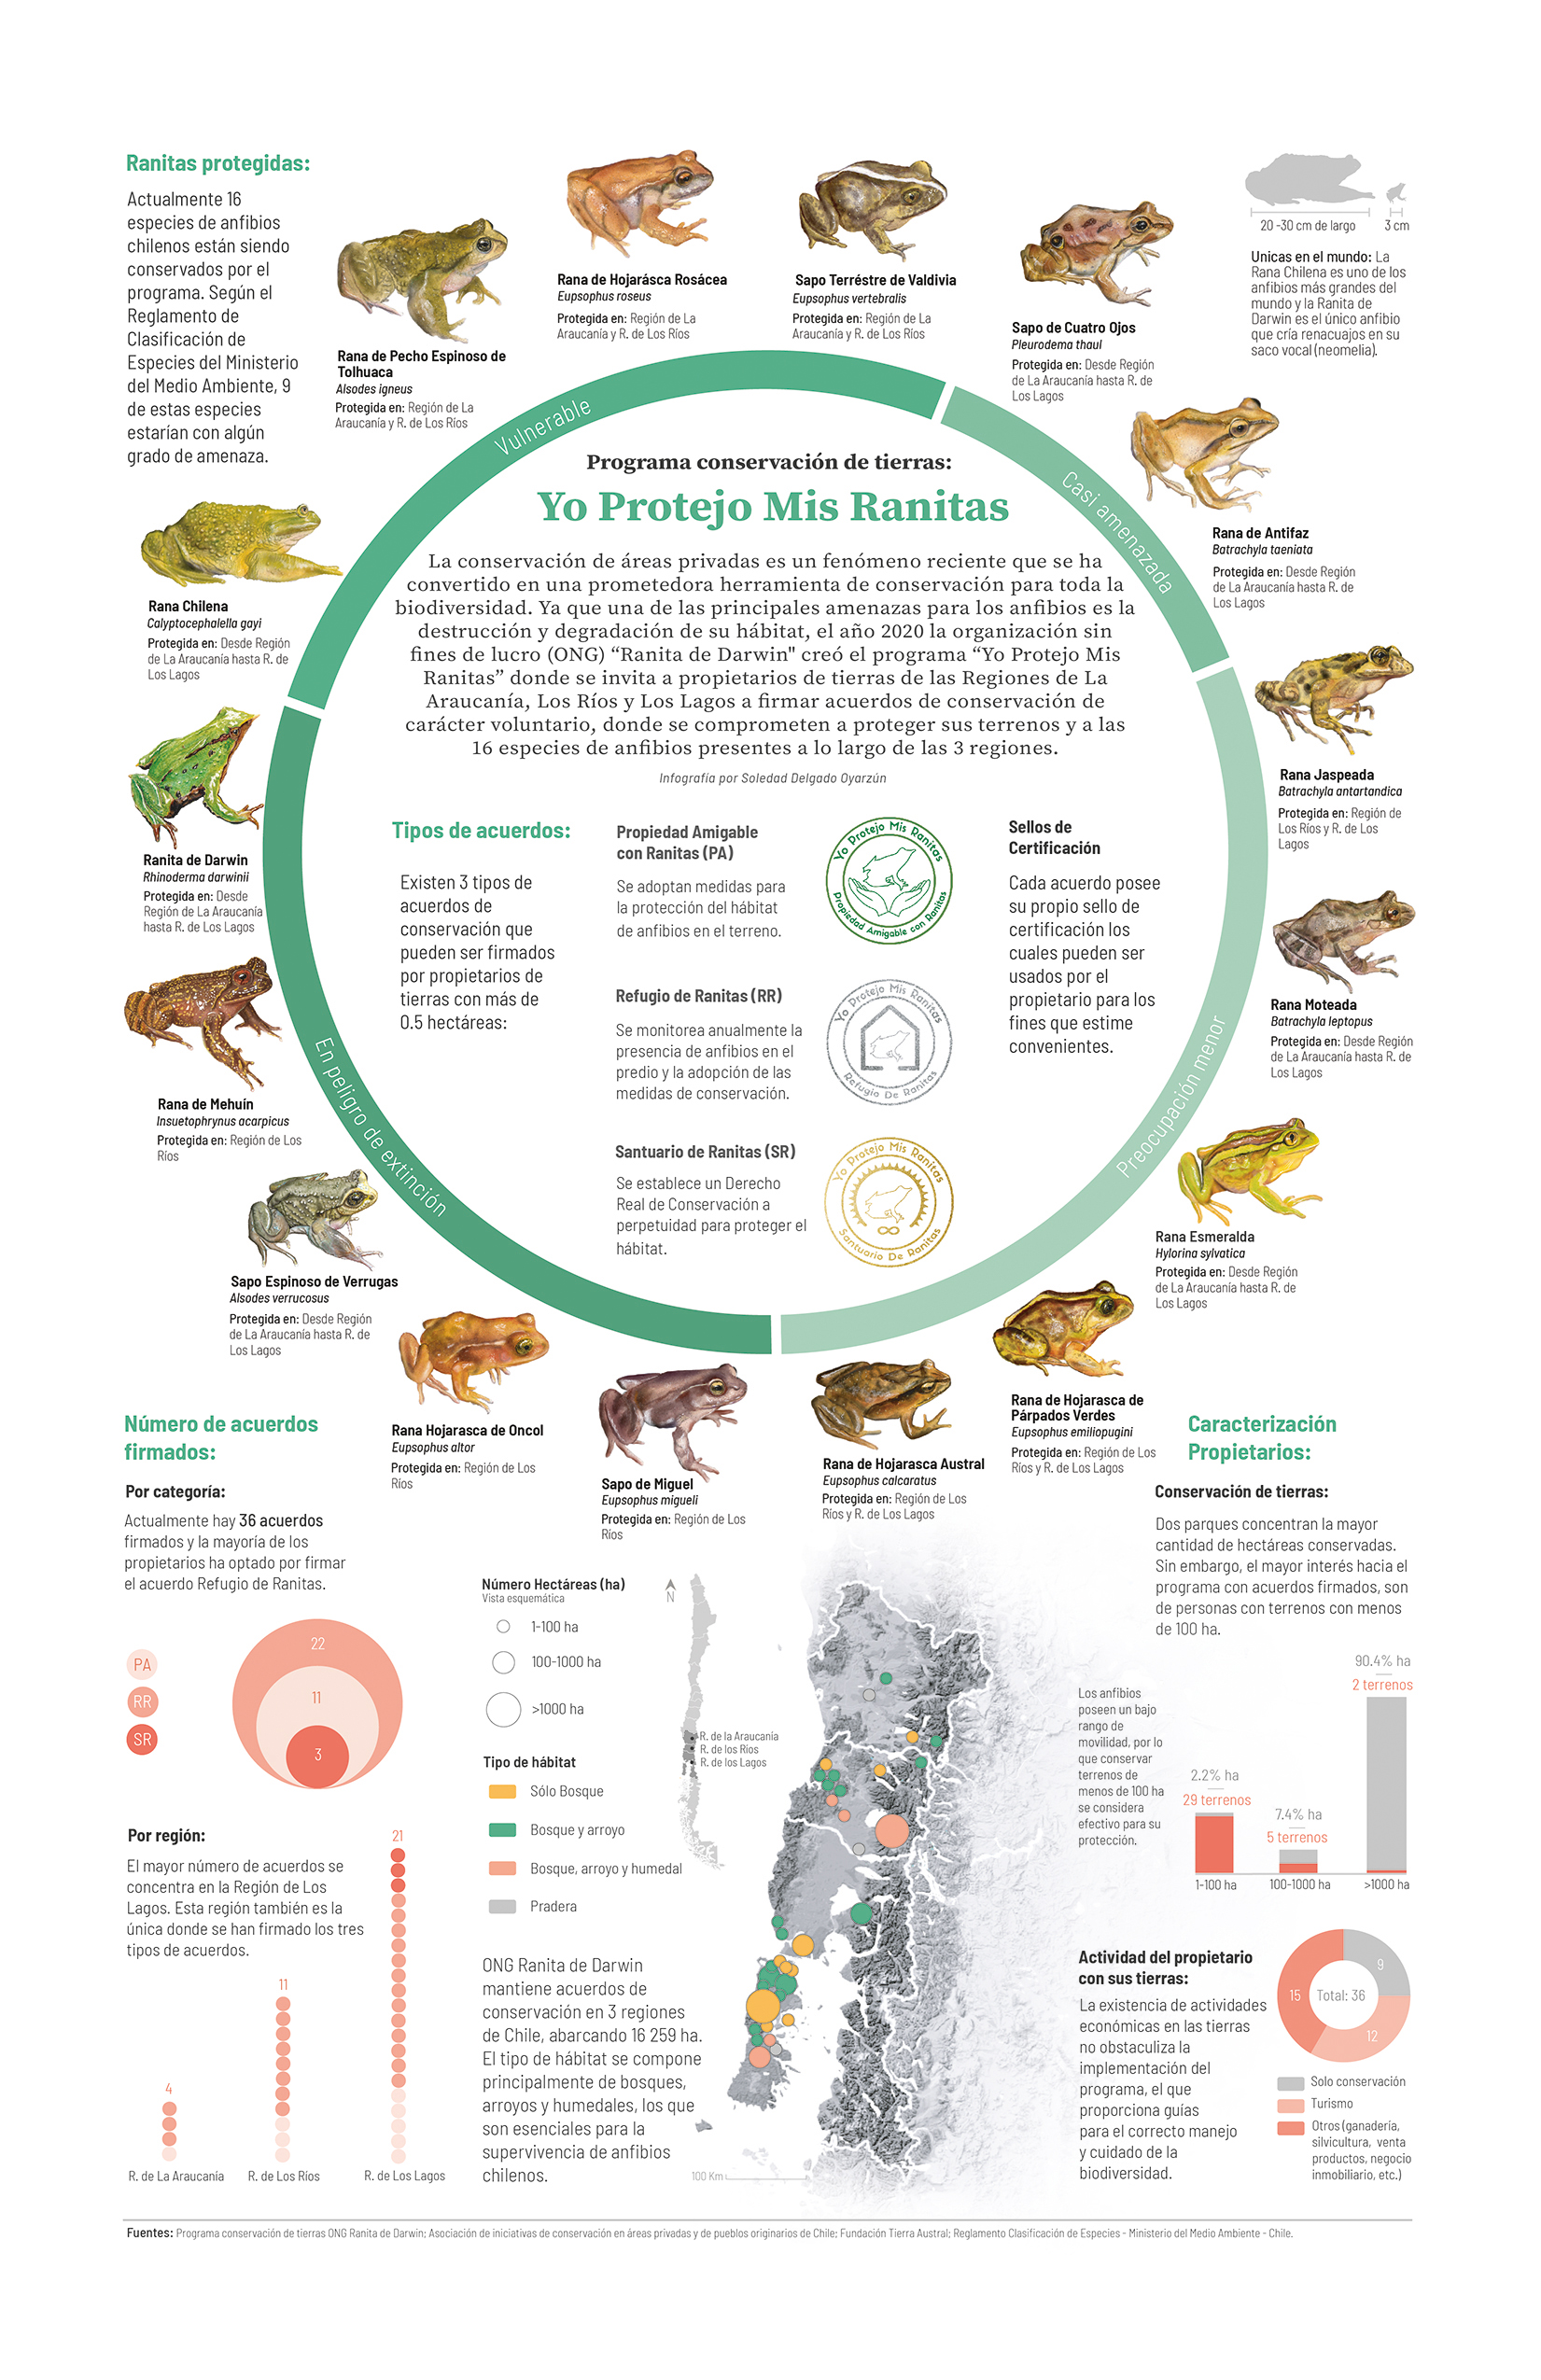 Ranitas protegidas:
Actualmente 16
especies de anfibios
chilenos están siendo
conservados por el
programa. Según el
Reglamento de
Clasificación de
Especies del Ministerio
del Medio Ambiente, 9
de estas especies
estarían con algún
grado de amenaza.
Rana de Pecho Espinoso de
Tolhuaca
Alsodes igneus
Protegida en: Región de La
Araucanía y R. de Los Ríos
Rana de Hojarásca Rosácea
Eupsophus roseus
Protegida en: Región de La
Araucanía y R. de Los Ríos
Sapo Terréstre de Valdivia
Eupsophus vertebralis
Protegida en: Región de La
Araucanía y R. de Los Ríos
Sapo de Cuatro Ojos
Pleurodema thaul
Protegida en: Desde Región
de La Araucanía hasta R. de
Los Lagos
20 -30 cm de largo
3 cm
Unicas en el mundo: La
Rana Chilena es uno de los
anfibios más grandes del
mundo y la Ranita de
Darwin es el único anfibio
que cría renacuajos en su
saco vocal (neomelia).
Rana de Antifaz
Batrachyla taeniata
Protegida en: Desde Región
de La Araucanía hasta R. de
Los Lagos
Rana Jaspeada
Batrachyla antartandica
Protegida en: Región de
Los Ríos y R. de Los
Lagos
Rana Moteada
Batrachyla leptopus
Protegida en: Desde Región
de La Araucanía hasta R. de
Los Lagos
Rana Esmeralda
Hylorina sylvatica
Protegida en: Desde Región
de La Araucanía hasta R. de
Los Lagos
Rana de Hojarasca de
Párpados Verdes
Eupsophus emiliopugini
Protegida en: Región de Los
Ríos y R. de Los Lagos
Rana de Hojarasca Austral
Eupsophus calcaratus
Protegida en: Región de Los
Ríos y R. de Los Lagos
Sapo de Miguel
Eupsophus migueli
Protegida en: Región de Los
Ríos
Rana Hojarasca de Oncol
Eupsophus altor
Protegida en: Región de Los
Ríos
Sapo Espinoso de Verrugas
Alsodes verrucosus
Protegida en: Desde Región
de La Araucanía hasta R. de
Los Lagos
Rana de Mehuín
Insuetophrynus acarpicus
Protegida en: Región de Los
Ríos
Ranita de Darwin
Rhinoderma darwinii
Protegida en: Desde
Región de La Araucanía
hasta R. de Los Lagos
Rana Chilena
Calyptocephalella gayi
Protegida en: Desde Región
de La Araucanía hasta R. de
Los Lagos
Vulnerable
Casi amenazada
Preocupación menor
En peligro de extinción
Programa conservación de tierras:
Yo Protejo Mis Ranitas
La conservación de áreas privadas es un fenómeno reciente que se ha
convertido en una prometedora herramienta de conservación para toda la
biodiversidad. Ya que una de las principales amenazas para los anfibios es la
destrucción y degradación de su hábitat, el año 2020 la organización sin
fines de lucro (ONG) “Ranita de Darwin" creó el programa “Yo Protejo Mis
Ranitas” donde se invita a propietarios de tierras de las Regiones de La
Araucanía, Los Ríos y Los Lagos a firmar acuerdos de conservación de
carácter voluntario, donde se comprometen a proteger sus terrenos y a las
16 especies de anfibios presentes a lo largo de las 3 regiones.
Infografía por Soledad Delgado Oyarzún
Tipos de acuerdos:
Existen 3 tipos de
acuerdos de
conservación que
pueden ser firmados
por propietarios de
tierras con más de
0.5 hectáreas:
Propiedad Amigable
con Ranitas (PA)
Se adoptan medidas para
la protección del hábitat
de anfibios en el terreno.
Yo Protejo Mis Ranitas
Propiedad Amigable con Ranitas
Refugio de Ranitas (RR)
Se monitorea anualmente la
presencia de anfibios en el
predio y la adopción de las
medidas de conservación.
Yo Protejo Mis Ranitas
Refugio De Ranitas
Santuario de Ranitas (SR)
Se establece un Derecho
Real de Conservación a
perpetuidad para proteger el
hábitat.
Yo Protejo Mis Ranitas
Santuario De Ranitas
Sellos de
Certificación
Cada acuerdo posee
su propio sello de
certificación los
cuales pueden ser
usados por el
propietario para los
fines que estime
convenientes.
Número de acuerdos
firmados:
Por categoría:
Actualmente hay 36 acuerdos
firmados y la mayoría de los
propietarios ha optado por firmar
el acuerdo Refugio de Ranitas.
PA
RR
SR
22
11
3
Por región:
El mayor número de acuerdos se
concentra en la Región de Los
Lagos. Esta región también es la
única donde se han firmado los tres
tipos de acuerdos.
4
11
21
R. de La Araucanía
R. de Los Ríos
R. de Los Lagos
Número Hectáreas (ha)
Vista esquemática
1-100 ha
100-1000 ha
>1000 ha
Tipo de hábitat
Sólo Bosque
Bosque y arroyo
Bosque, arroyo y humedal
Pradera
N
R. de la Araucania
R. de los Rios
R. de los Lagos
ONG Ranita de Darwin
mantiene acuerdos de
conservación en 3 regiones
de Chile, abarcando 16 259 ha.
El tipo de hábitat se compone
principalmente de bosques,
arroyos y humedales, los que
son esenciales para la
supervivencia de anfibios
chilenos.
100 Km
Caracterización
Propietarios:
Conservación de tierras:
Dos parques concentran la mayor
cantidad de hectáreas conservadas.
Sin embargo, el mayor interés hacia el
programa con acuerdos firmados, son
de personas con terrenos con menos
de 100 ha.
Los anfibios
poseen un bajo
rango de
movilidad, por lo
que conservar
terrenos de
menos de 100 ha
se considera
efectivo para su
protección.
2.2% ha
29 terrenos
7.4% ha
5 terrenos
90.4% ha
2 terrenos
1-100 ha
100-1000 ha
>1000 ha
Actividad del propietario
con sus tierras:
La existencia de actividades
económicas en las tierras
no obstaculiza la
implementación del
programa, el que
proporciona guías
para el correcto manejo
y cuidado de la
biodiversidad.
9
15
Total: 36
12
Solo conservación
Turismo
Otros (ganadería,
silvicultura, venta
productos, negocio
inmobiliario, etc.)
Fuentes: Programa conservación de tierras ONG Ranita de Darwin; Asociación de iniciativas de conservación en áreas privadas y de pueblos originarios de Chile; Fundación Tierra Austral; Reglamento Clasificación de Especies - Ministerio del Medio Ambiente - Chile.